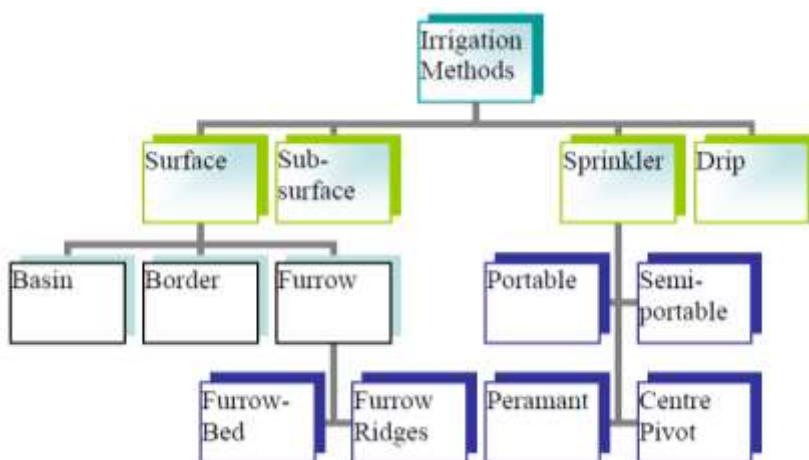 Irrigation
Methods
Surface
Sub-
surface
Sprinkler
Drip
Basin
Border
Furrow
Portable
Semi-
portable
Furrow-
Bed
Furrow
Ridges
Peramant
Centre
Pivot